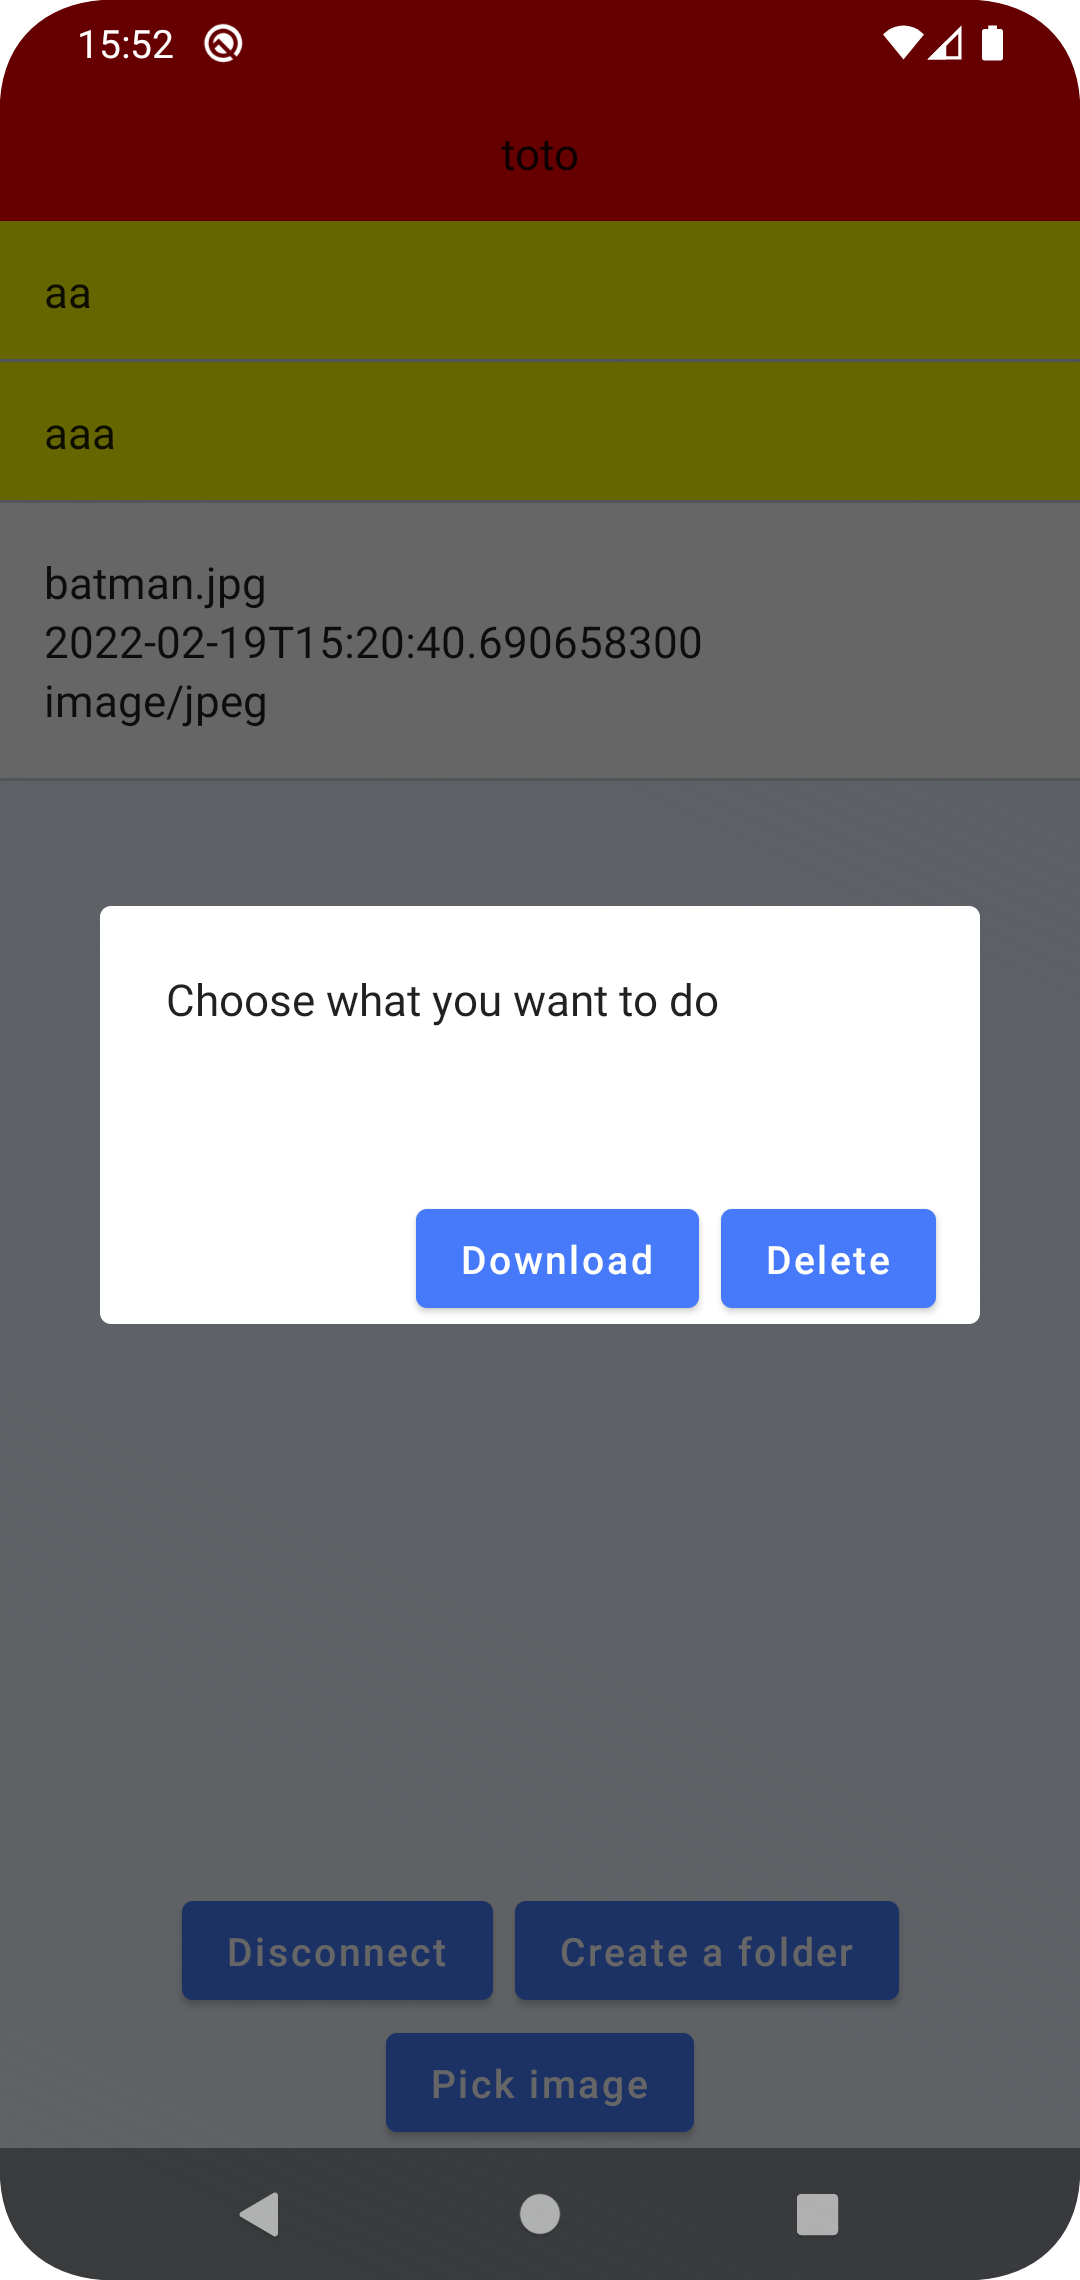 15:52
toto
aa
aaa
batman.jpg
2022-02-19T15:20:40.690658300
image/jpeg
Choose what you want to do
Download Delete
Disconnect Create a folder
Pick image